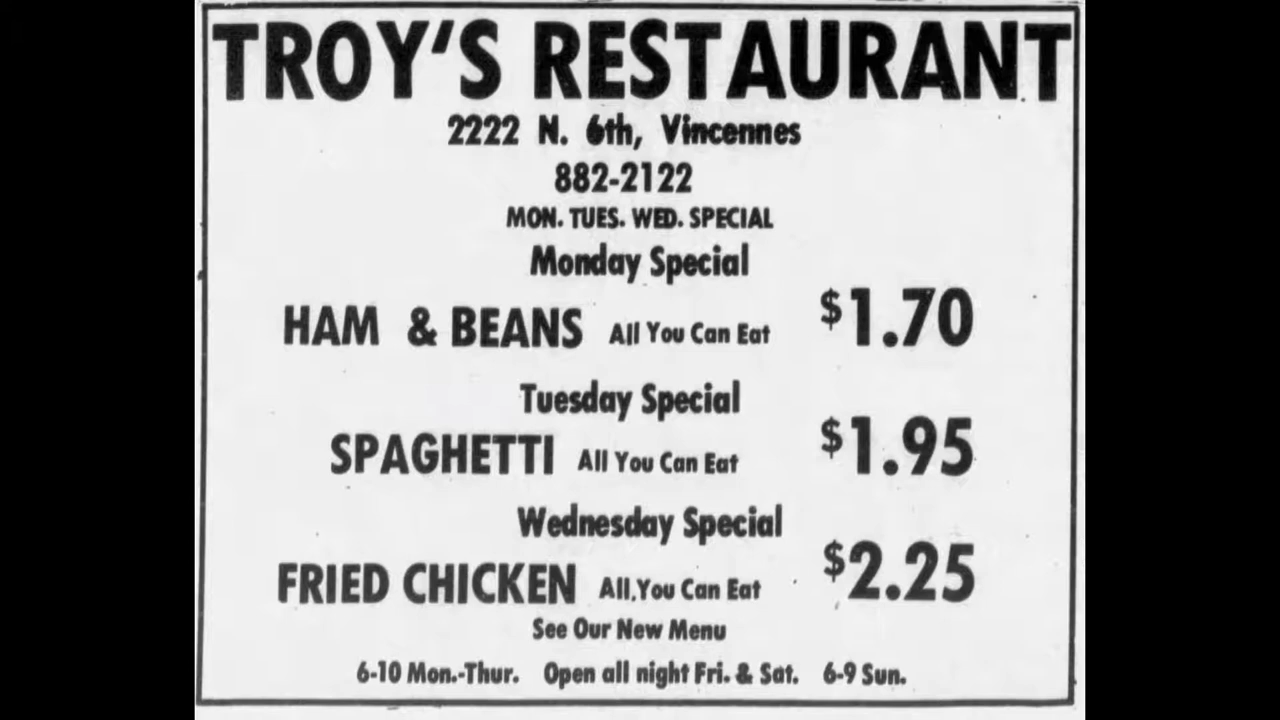 TROY'S RESTAURANT
2222 N. 6th, Vincennes
882-2122
MON. TUES. WED. SPECIAL
Monday Special
HAM & BEANS All You Can Eat $1.70
Tuesday Special
SPAGHETTI All You Can Eat $1.95
Wednesday Special
FRIED CHICKEN All You Can Eat $2.25
See Our New Menu
6-10 Mon.-Thur. Open all night Fri. & Sat. 6-9 Sun.